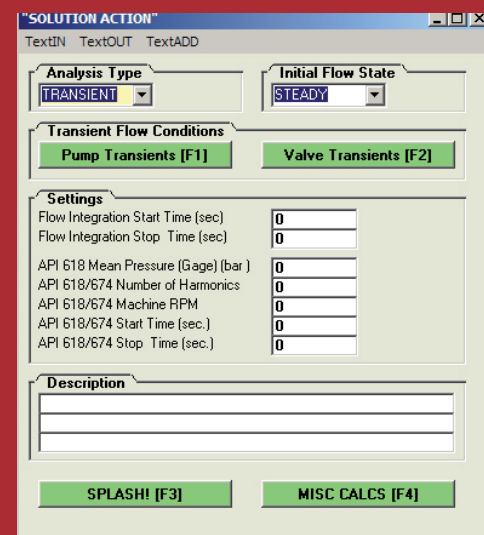 "SOLUTION ACTION"
TextIN TextOUT TextADD
Analysis Type Initial Flow State
TRANSIENT STEADY
Transient Flow Conditions
Pump Transients [F1] Valve Transients [F2]
Settings
Flow Integration Start Time (sec) 0
Flow Integration Stop Time (sec) 0
API 618 Mean Pressure (Gage) (bar ) 0
API 618/674 Number of Harmonics 0
API 618/674 Machine RPM 0
API 618/674 Start Time (sec.) 0
API 618/674 Stop Time (sec.) 0
Description
SPLASH! [F3] MISC CALCS [F4]